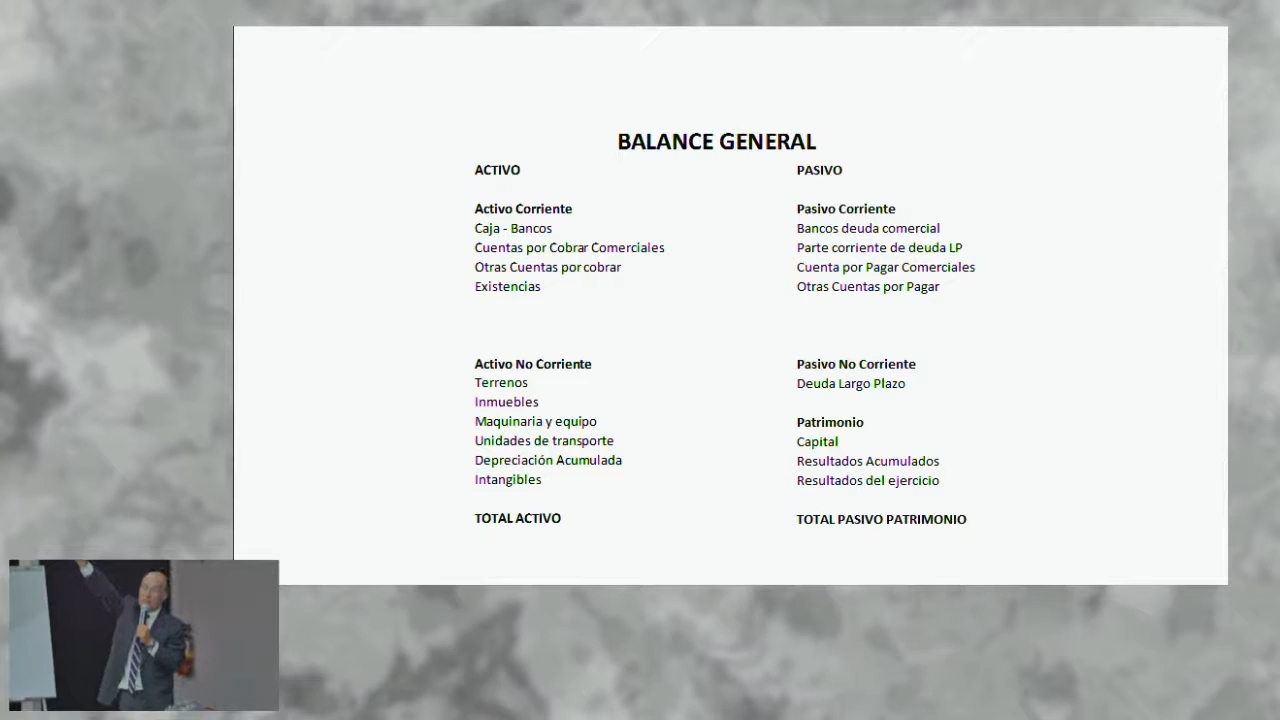 BALANCE GENERAL
ACTIVO
Activo Corriente
Caja - Bancos
Cuentas por Cobrar Comerciales
Otras Cuentas por cobrar
Existencias
Activo No Corriente
Terrenos
Inmuebles
Maquinaria y equipo
Unidades de transporte
Depreciación Acumulada
Intangibles
TOTAL ACTIVO
PASIVO
Pasivo Corriente
Bancos deuda comercial
Parte corriente de deuda LP
Cuenta por Pagar Comerciales
Otras Cuentas por Pagar
Pasivo No Corriente
Deuda Largo Plazo
Patrimonio
Capital
Resultados Acumulados
Resultados del ejercicio
TOTAL PASIVO PATRIMONIO